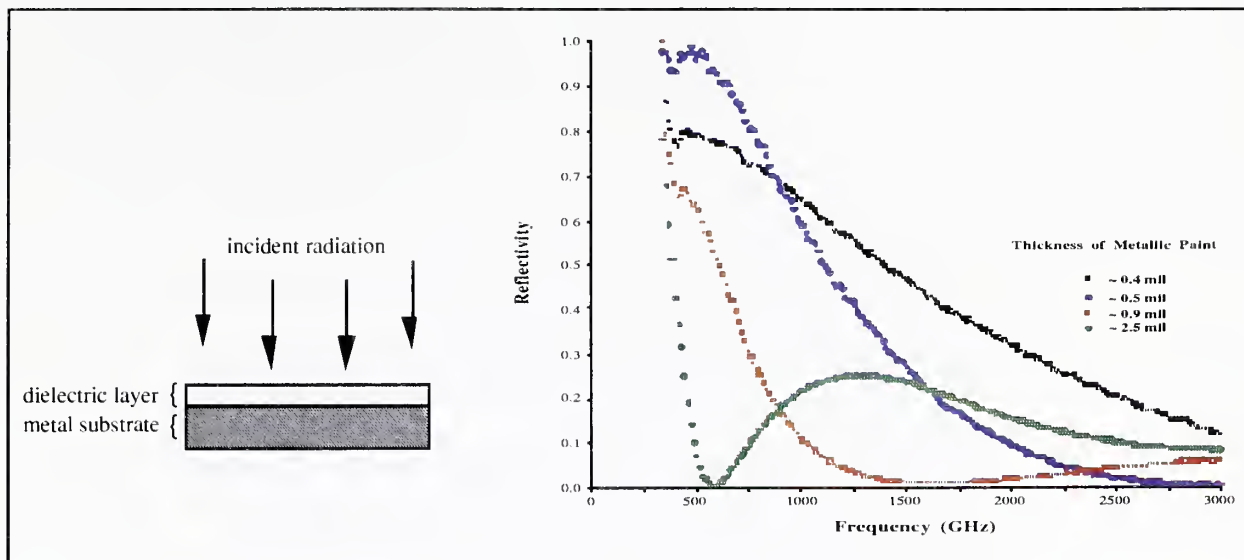 incident radiation
dielectric layer {
metal substrate {
Reflectivity
1.0
0.9
0.8
0.7
0.6
0.5
0.4
0.3
0.2
0.1
0.0
0
500
1000
1500
2000
2500
3000
Frequency (GHz)
Thickness of Metallic Paint
~ 0.4 mil
~ 0.5 mil
~ 0.9 mil
~ 2.5 mil